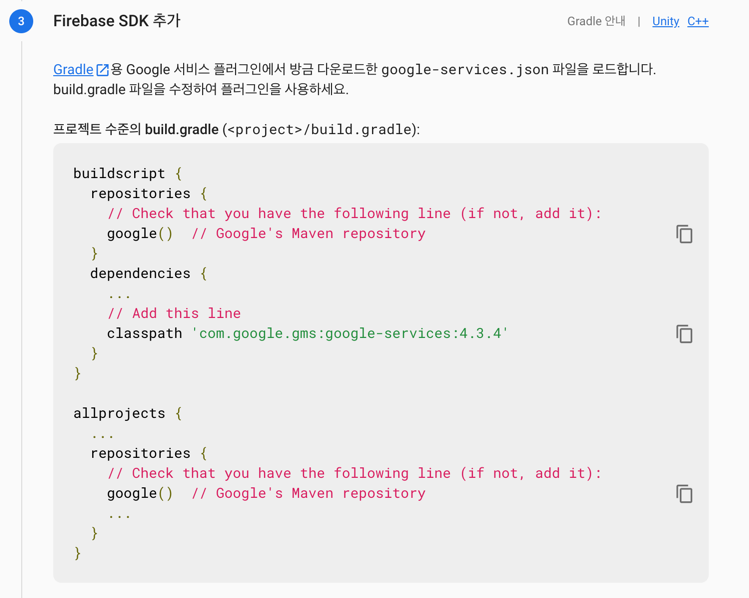 3 Firebase SDK 추가 Gradle 안내 | Unity C++
Gradle용 Google 서비스 플러그인에서 방금 다운로드한 google-services.json 파일을 로드합니다.
build.gradle 파일을 수정하여 플러그인을 사용하세요.
프로젝트 수준의 build.gradle (<project>/build.gradle):
buildscript {
  repositories {
    // Check that you have the following line (if not, add it):
    google()  // Google's Maven repository
  }
  dependencies {
    ...
    // Add this line
    classpath 'com.google.gms:google-services:4.3.4'
  }
}
allprojects {
  ...
  repositories {
    // Check that you have the following line (if not, add it):
    google()  // Google's Maven repository
    ...
  }
}